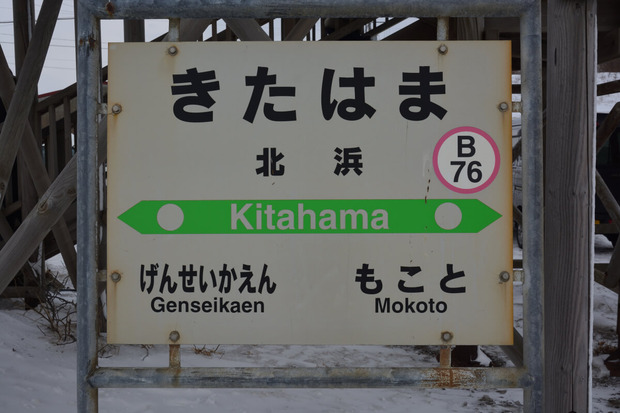 きたはま
北浜
B
76
Kitahama
げんせいかえん
Genseikaen
もこと
Mokoto